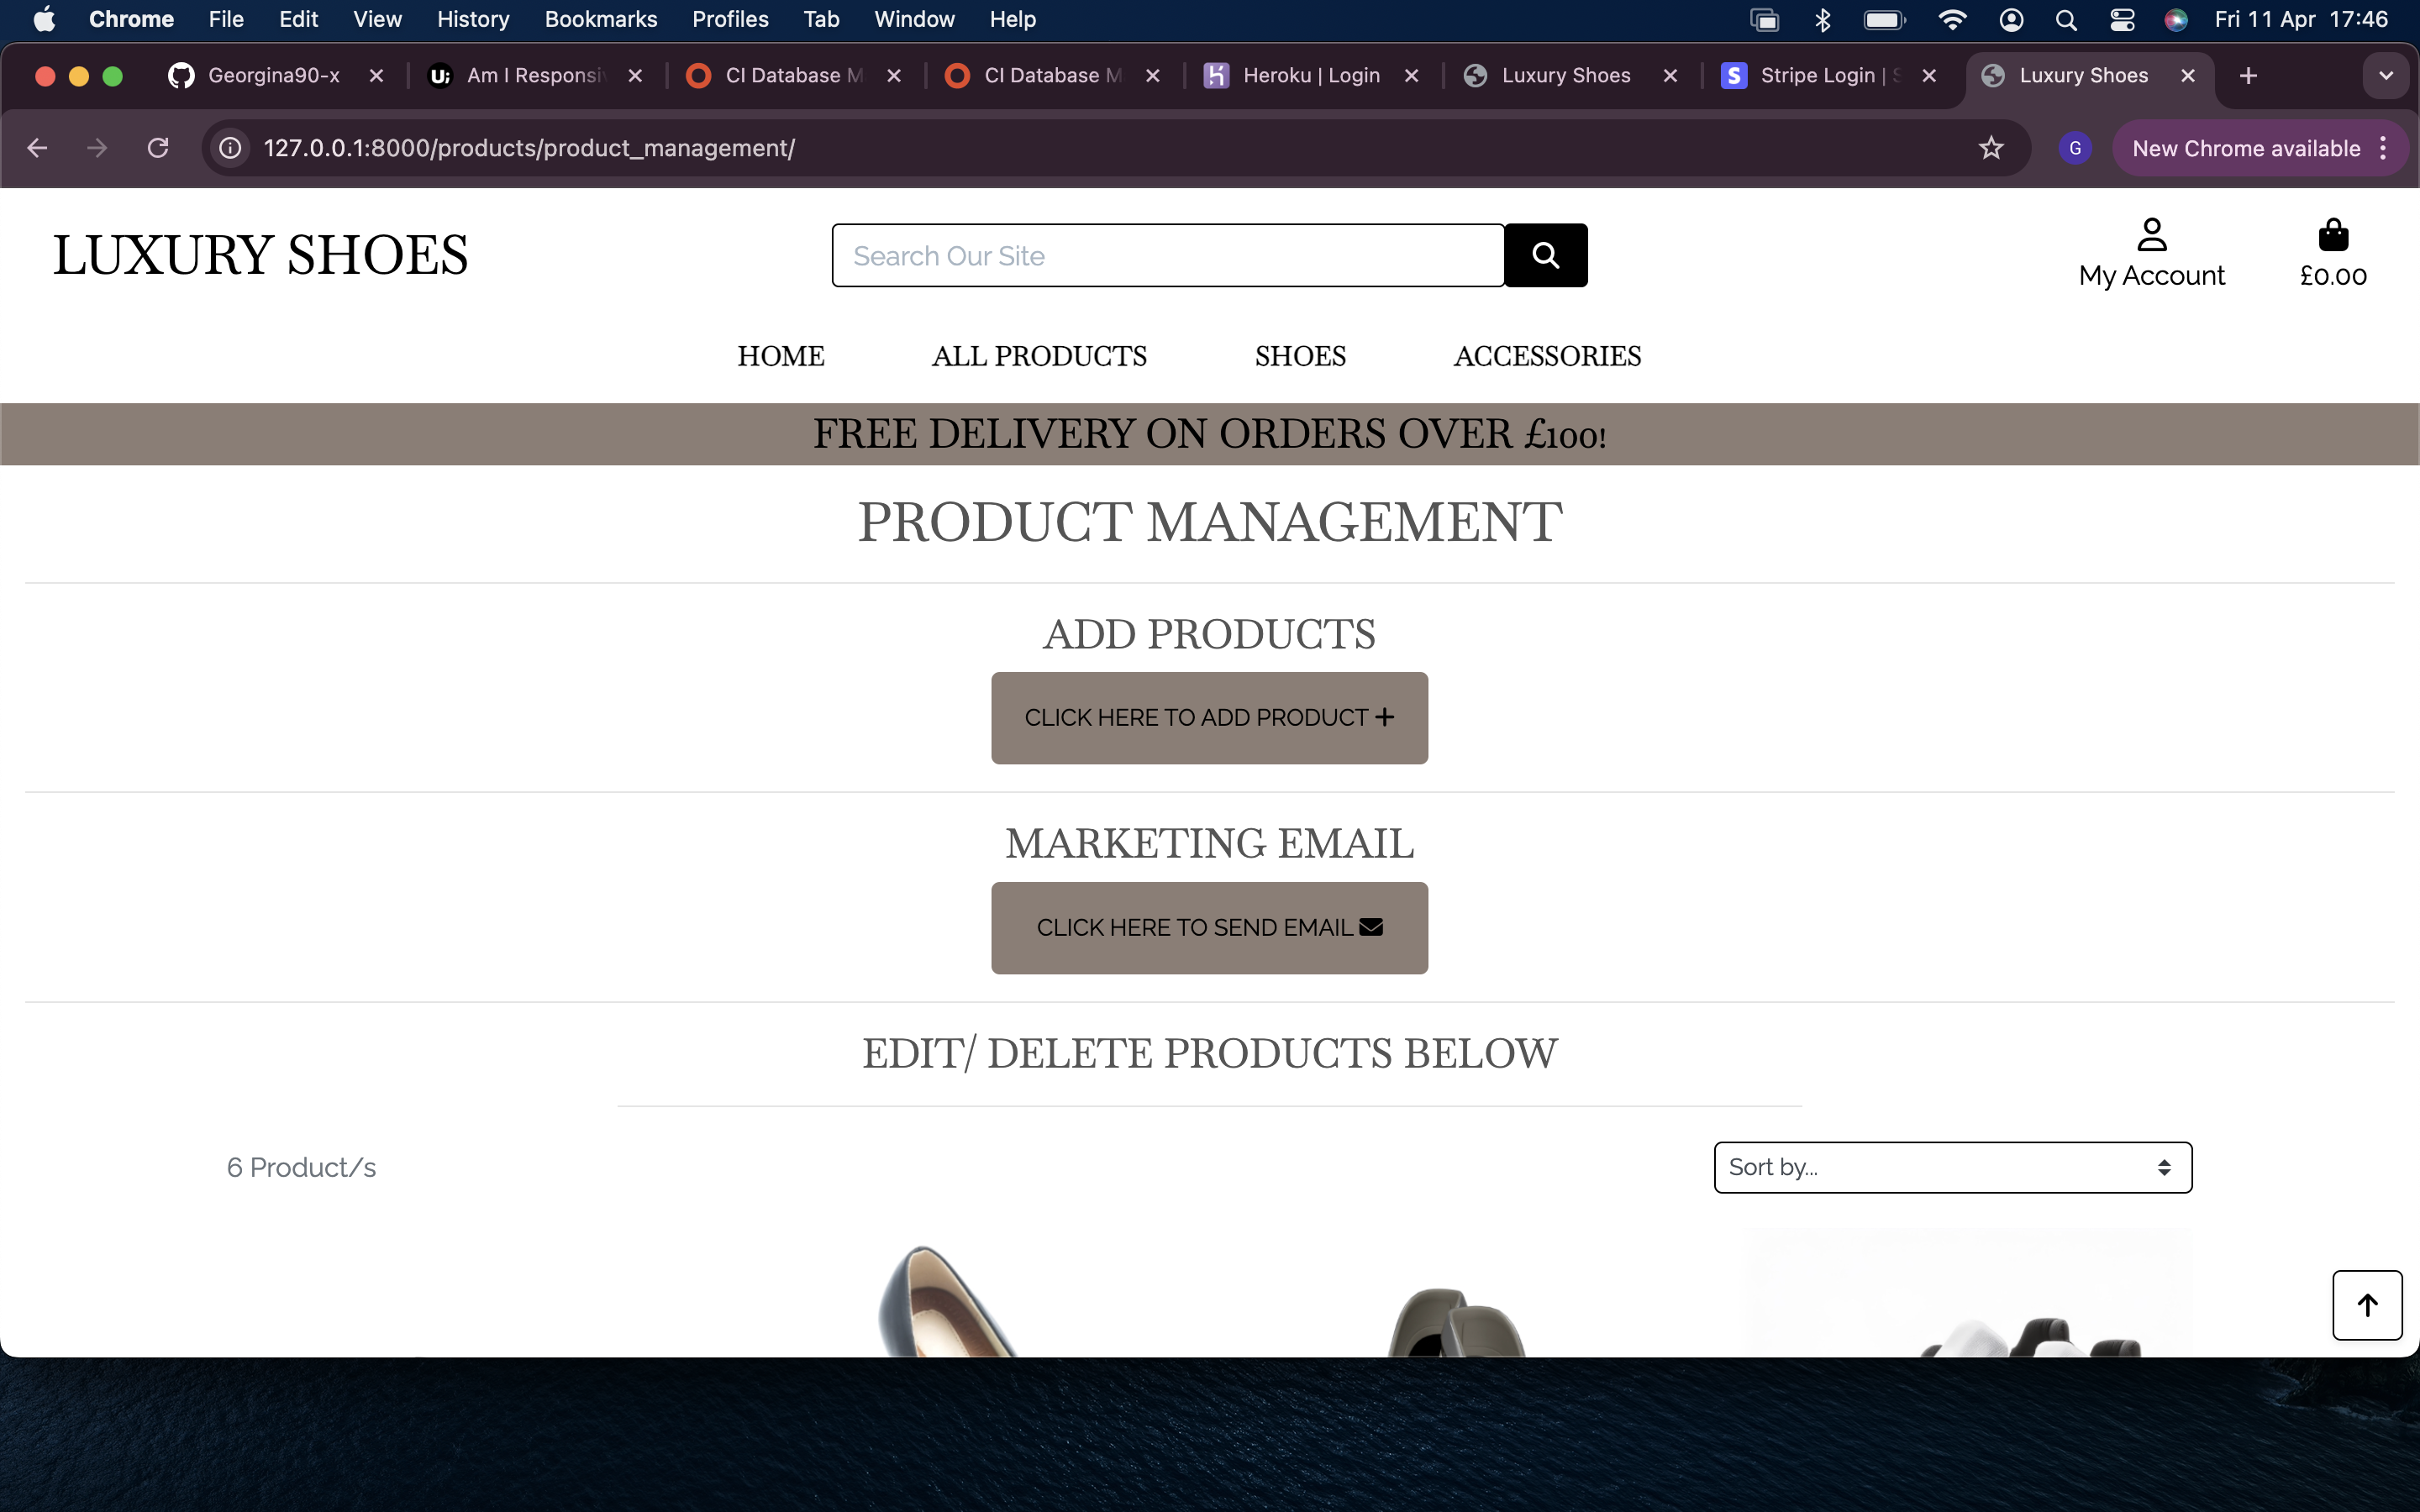 Chrome File Edit View History Bookmarks Profiles Tab Window Help Fri 11 Apr 17:46
Georgina90-x Am I Responsiv CI Database M CI Database M Heroku | Login Luxury Shoes Stripe Login | S Luxury Shoes
127.0.0.1:8000/products/product_management/ G New Chrome available
LUXURY SHOES
Search Our Site
My Account
£0.00
HOME ALL PRODUCTS SHOES ACCESSORIES
FREE DELIVERY ON ORDERS OVER £100!
PRODUCT MANAGEMENT
ADD PRODUCTS
CLICK HERE TO ADD PRODUCT +
MARKETING EMAIL
CLICK HERE TO SEND EMAIL
EDIT/ DELETE PRODUCTS BELOW
6 Product/s
Sort by...